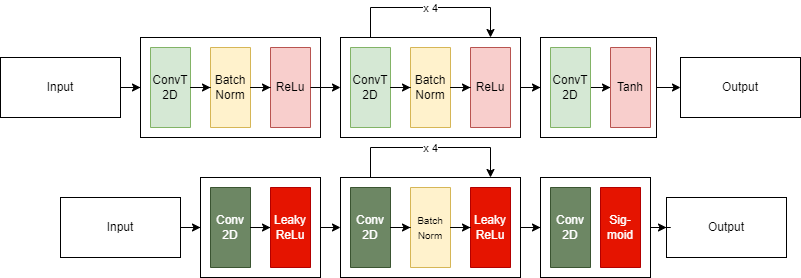 x 4
Input
ConvT
2D
Batch
Norm
ReLu
ConvT
2D
Batch
Norm
ReLu
ConvT
2D
Tanh
Output
x 4
Input
Conv
2D
Leaky
ReLu
Conv
2D
Batch
Norm
Leaky
ReLu
Conv
2D
Sig-
moid
Output